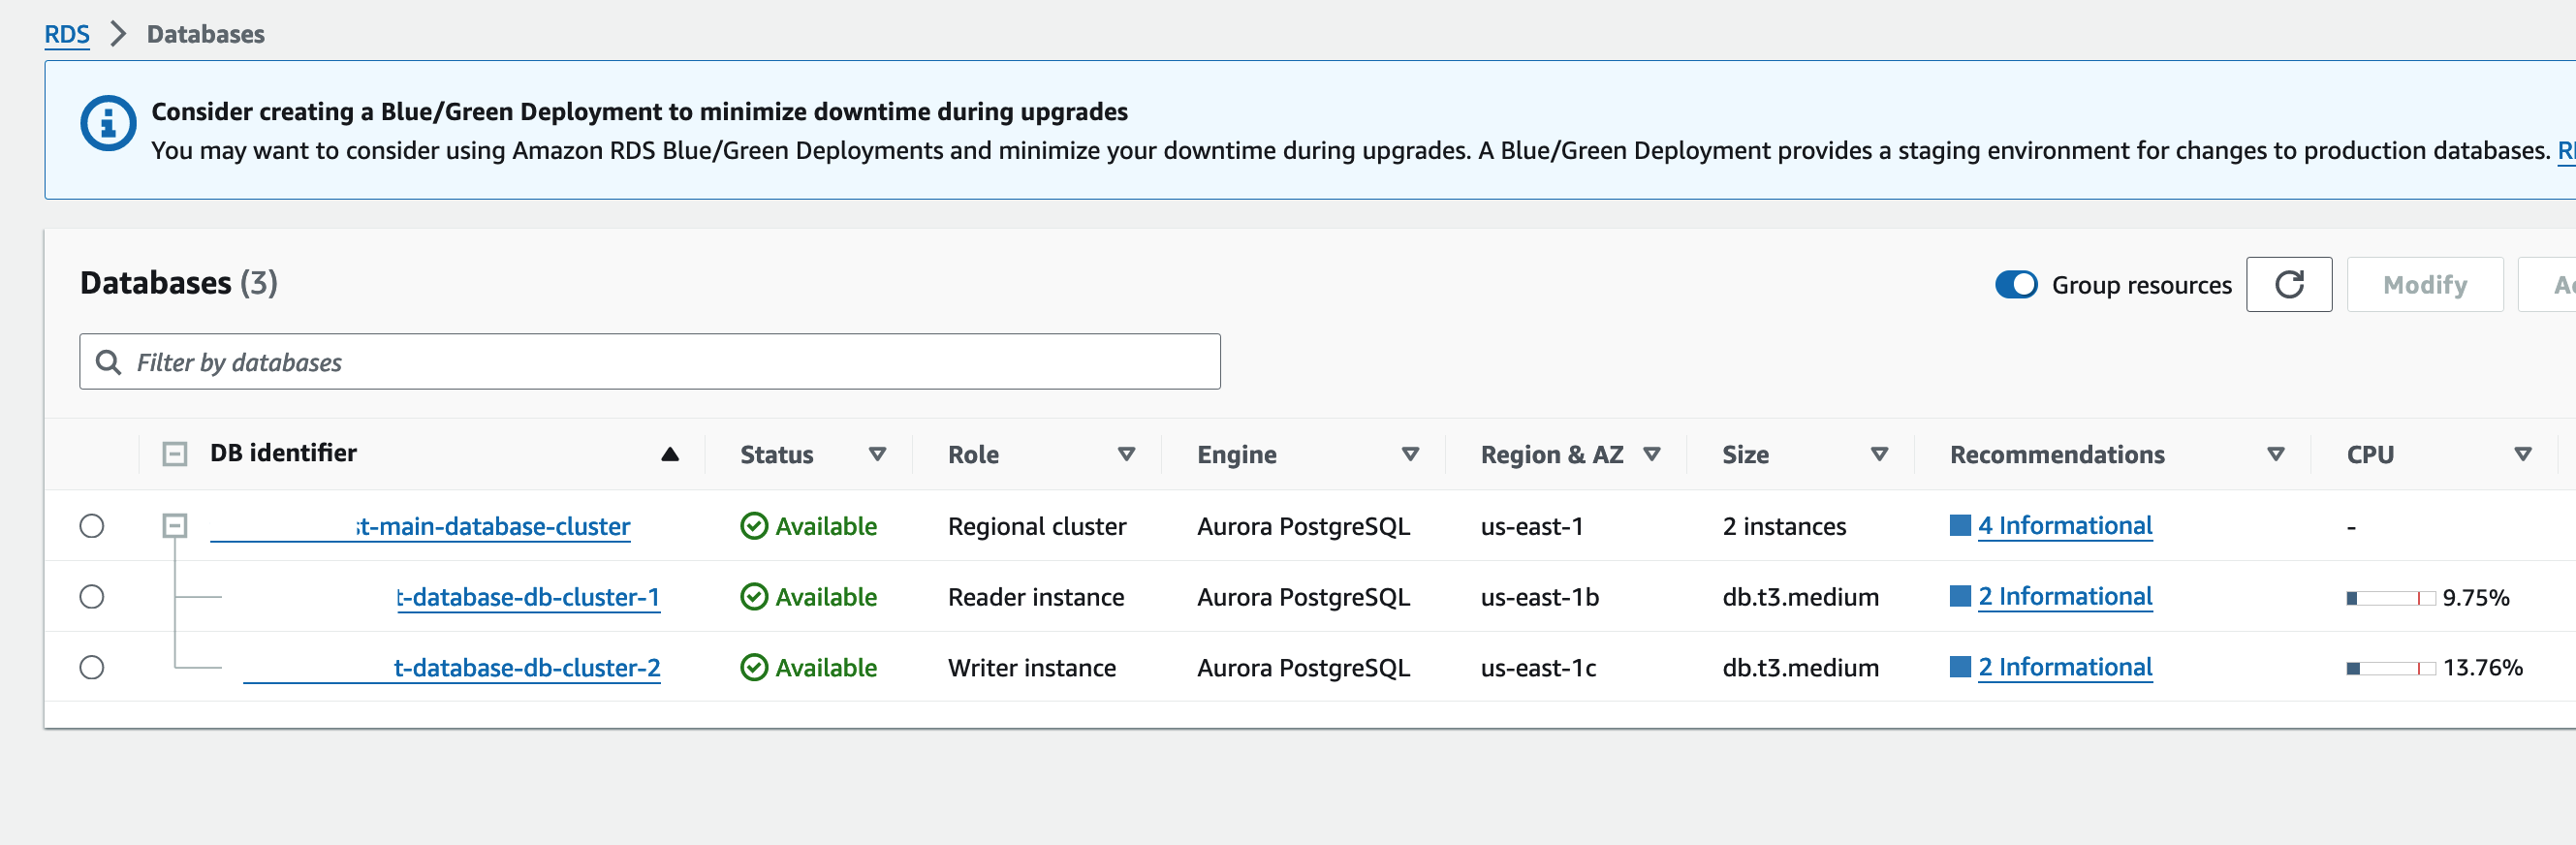 RDS > Databases
Consider creating a Blue/Green Deployment to minimize downtime during upgrades
You may want to consider using Amazon RDS Blue/Green Deployments and minimize your downtime during upgrades. A Blue/Green Deployment provides a staging environment for changes to production databases.
Databases (3)
Group resources
Modify
Filter by databases
DB identifier Status Role Engine Region & AZ Size Recommendations CPU
t-main-database-cluster Available Regional cluster Aurora PostgreSQL us-east-1 2 instances 4 Informational -
t-database-db-cluster-1 Available Reader instance Aurora PostgreSQL us-east-1b db.t3.medium 2 Informational 9.75%
t-database-db-cluster-2 Available Writer instance Aurora PostgreSQL us-east-1c db.t3.medium 2 Informational 13.76%